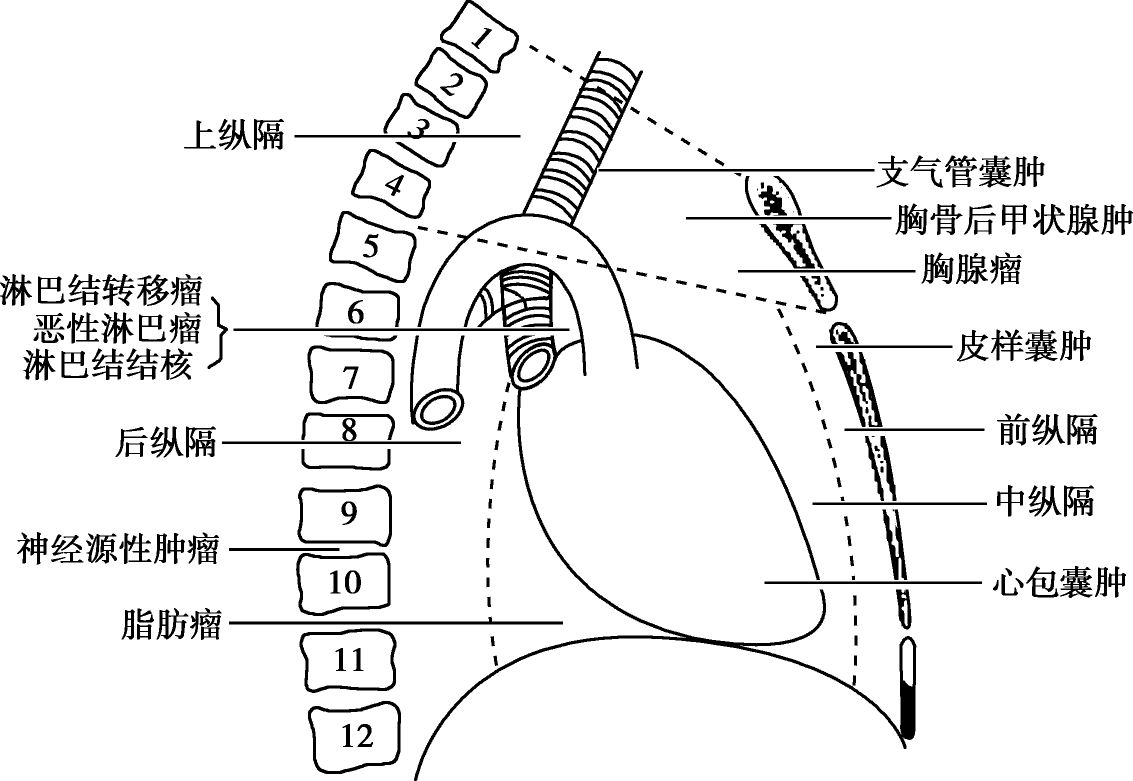 1
2
3
4
5
6
7
8
9
10
11
12
上纵隔
淋巴结转移瘤
恶性淋巴瘤
淋巴结结核
后纵隔
神经源性肿瘤
脂肪瘤
支气管囊肿
胸骨后甲状腺肿
胸腺瘤
皮样囊肿
前纵隔
中纵隔
心包囊肿